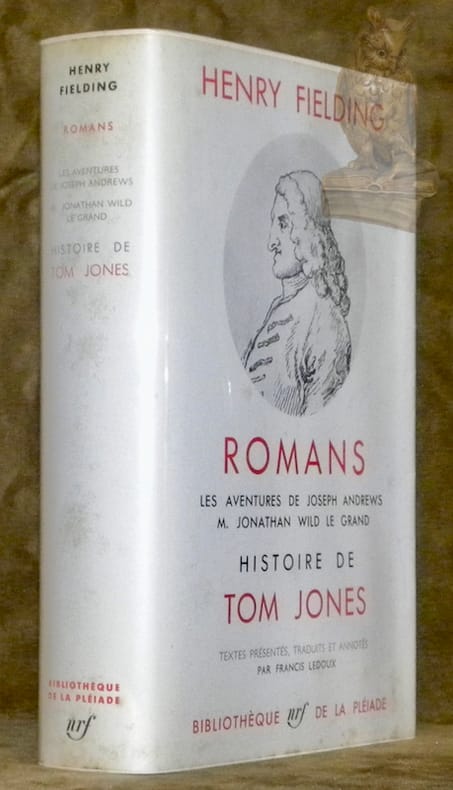 HENRY
FIELDING
ROMANS
LES AVENTURES
DE JOSEPH ANDREWS
M. JONATHAN WILD
LE GRAND
HISTOIRE DE
TOM JONES
BIBLIOTHÈQUE
DE LA PLÉIADE
nrf
HENRY FIELDING
ROMANS
LES AVENTURES DE JOSEPH ANDREWS
M. JONATHAN WILD LE GRAND
HISTOIRE DE
TOM JONES
TEXTES PRÉSENTÉS, TRADUITS ET ANNOTÉS
PAR FRANCIS LEDOUX
BIBLIOTHÈQUE nrf DE LA PLÉIADE